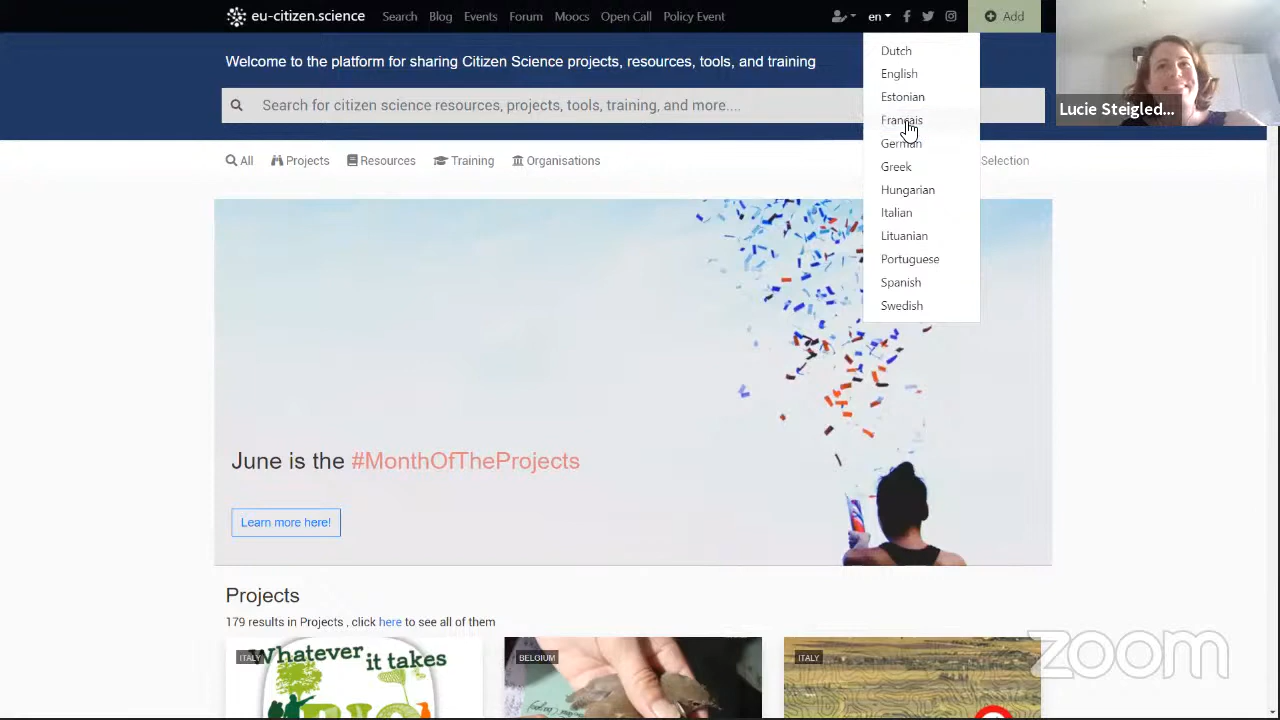 eu-citizen.science Search Blog Events Forum Moocs Open Call Policy Event en Add
Welcome to the platform for sharing Citizen Science projects, resources, tools, and training
Search for citizen science resources, projects, tools, training, and more....
All Projects Resources Training Organisations Selection
Dutch
English
Estonian
Français
German
Greek
Hungarian
Italian
Lituanian
Portuguese
Spanish
Swedish
Lucie Steigled...
June is the #MonthOfTheProjects
Learn more here!
Projects
179 results in Projects , click here to see all of them
ITALY
Whatever it takes
BELGIUM
ITALY
zoom